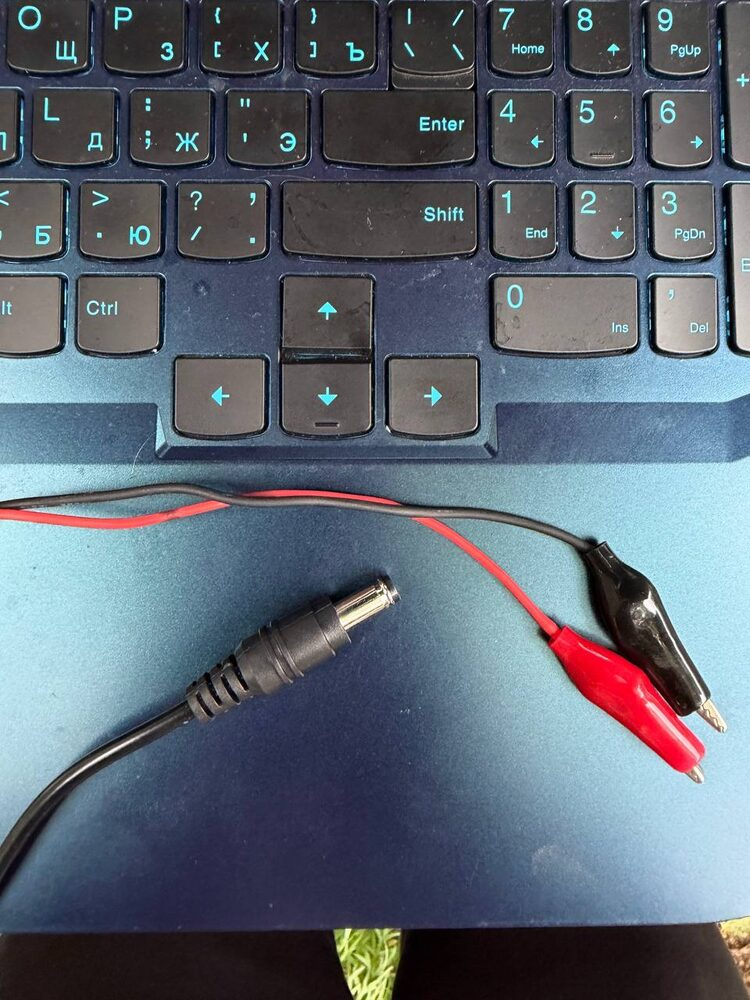 O Щ P З { [ Х } ] Ъ | / \ \ 7 Home 8 9 PgUp +
L Д : ; Ж " ' Э Enter 4 5 6
< Б > . Ю ? , / . Shift 1 End 2 3 PgDn
lt Ctrl 0 Ins , Del